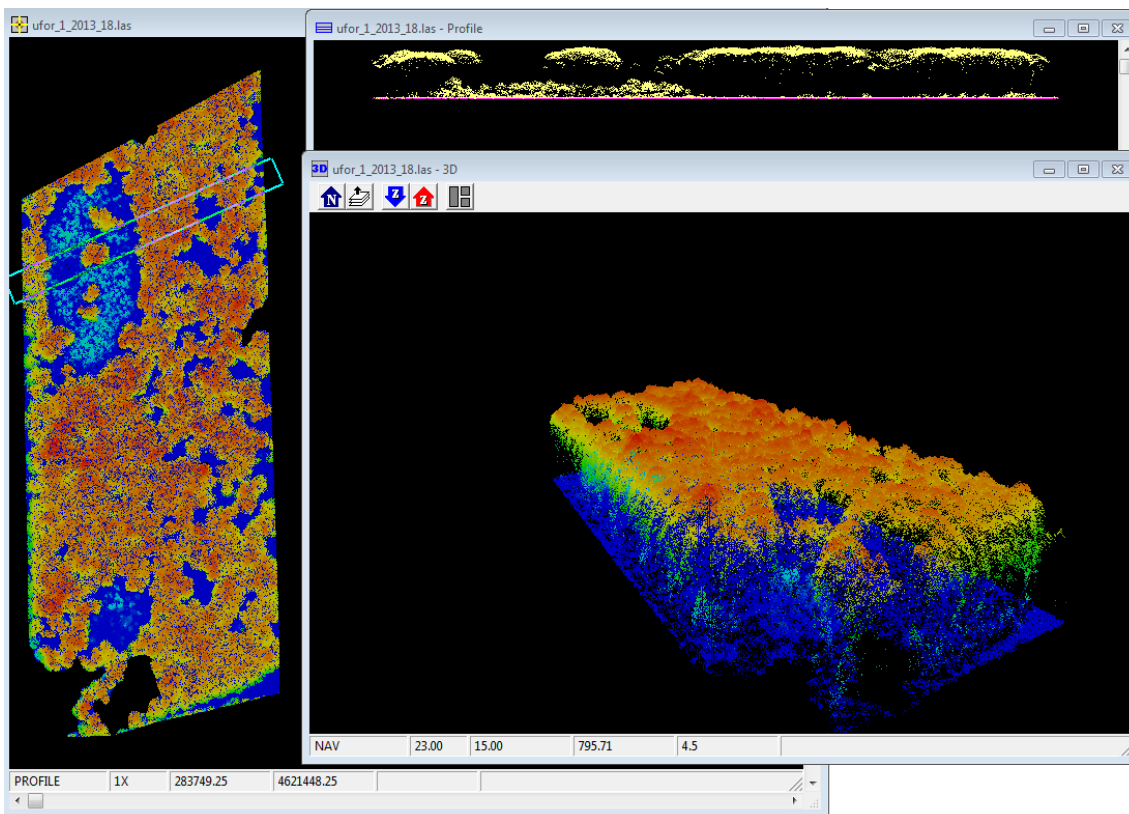 ufor_1_2013_18.las
ufor_1_2013_18.las - Profile
3D ufor_1_2013_18.las - 3D
N Z Z
NAV 23.00 15.00 795.71 4.5
PROFILE 1X 283749.25 4621448.25